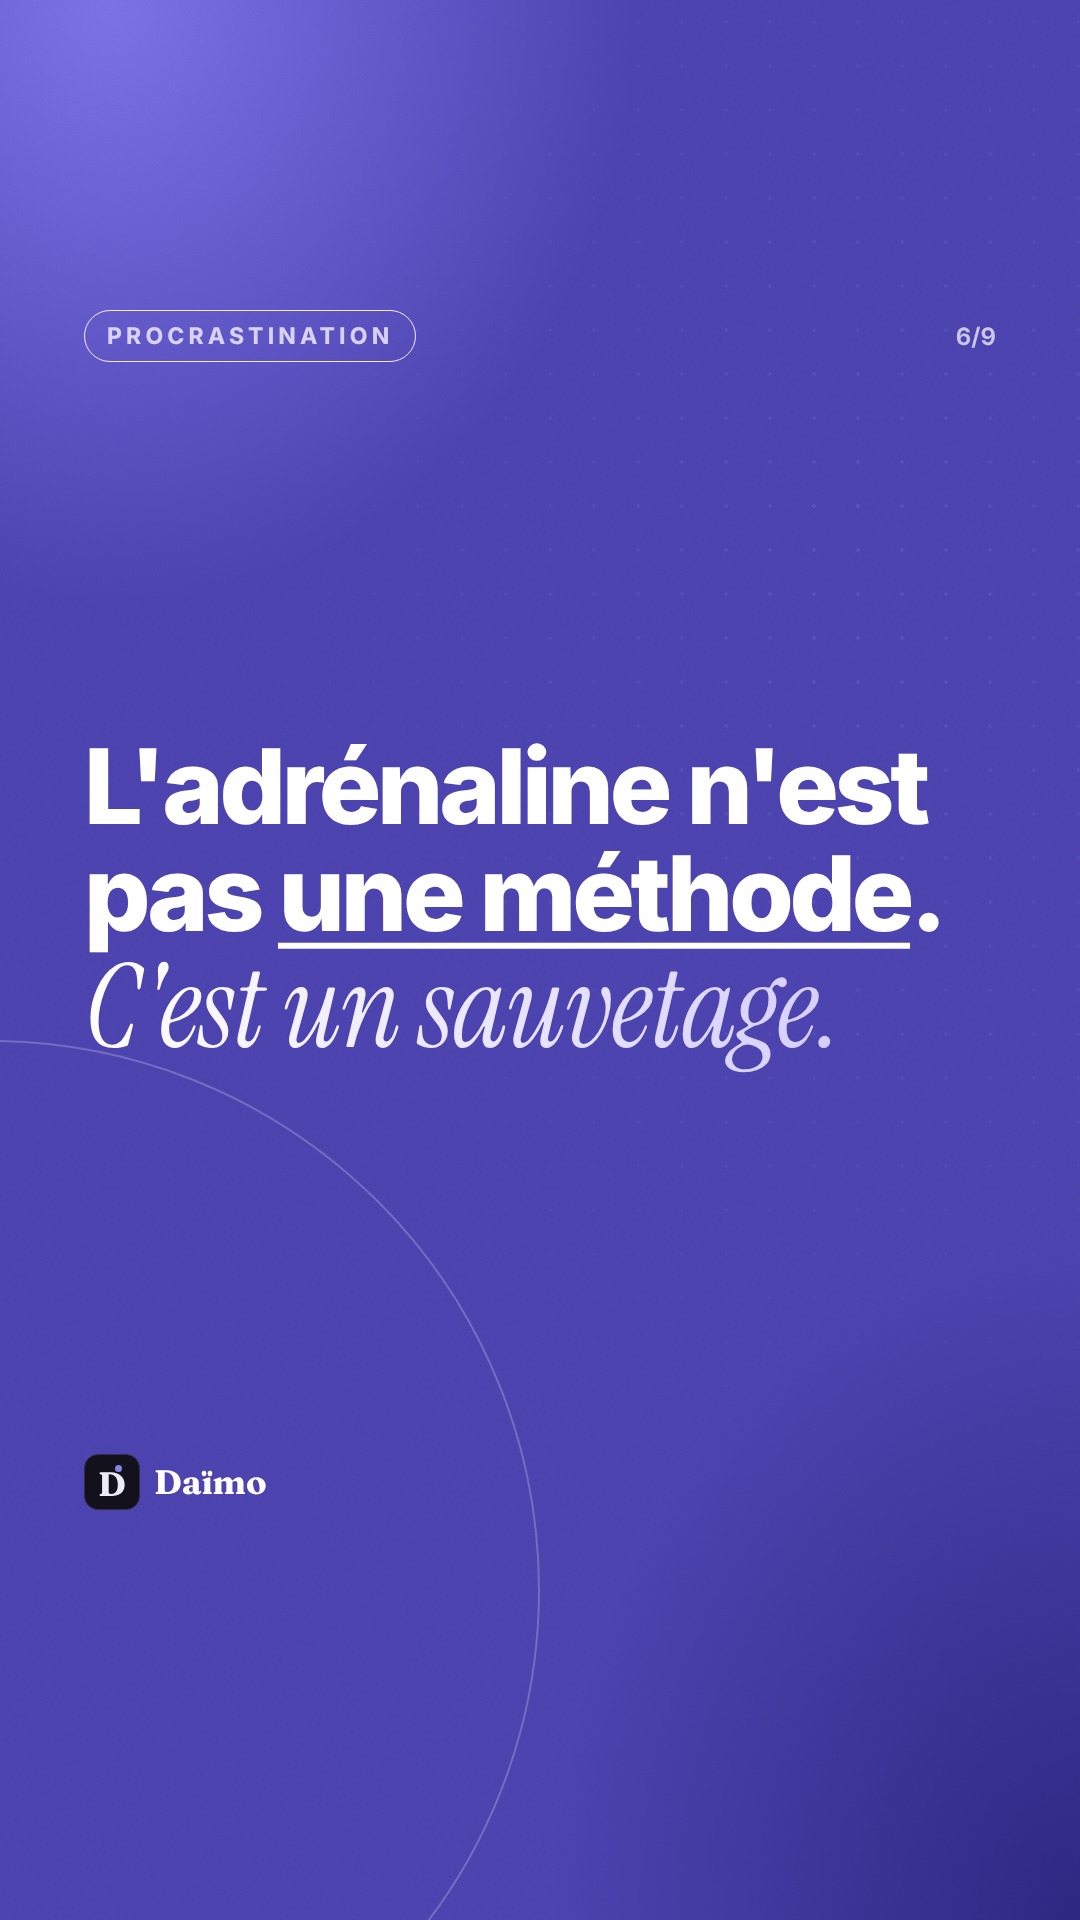 PROCRASTINATION
6/9
L'adrénaline n'est
pas une méthode.
C'est un sauvetage.
D Daïmo